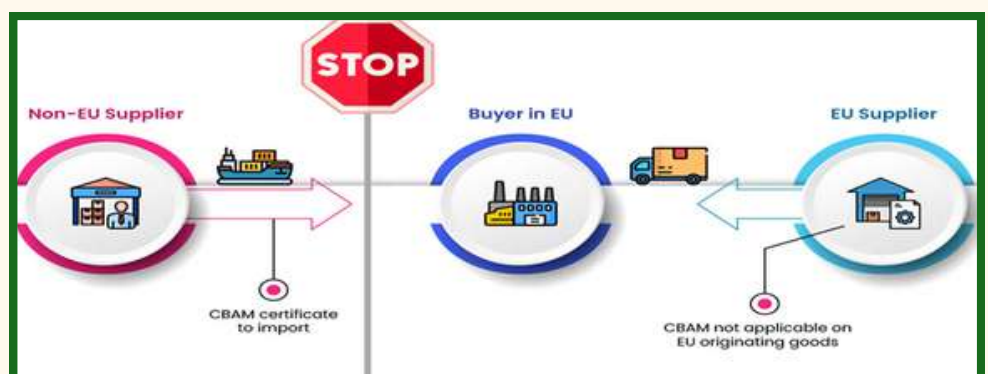 STOP
Non-EU Supplier
Buyer in EU
EU Supplier
CBAM certificate
to import
CBAM not applicable on
EU originating goods